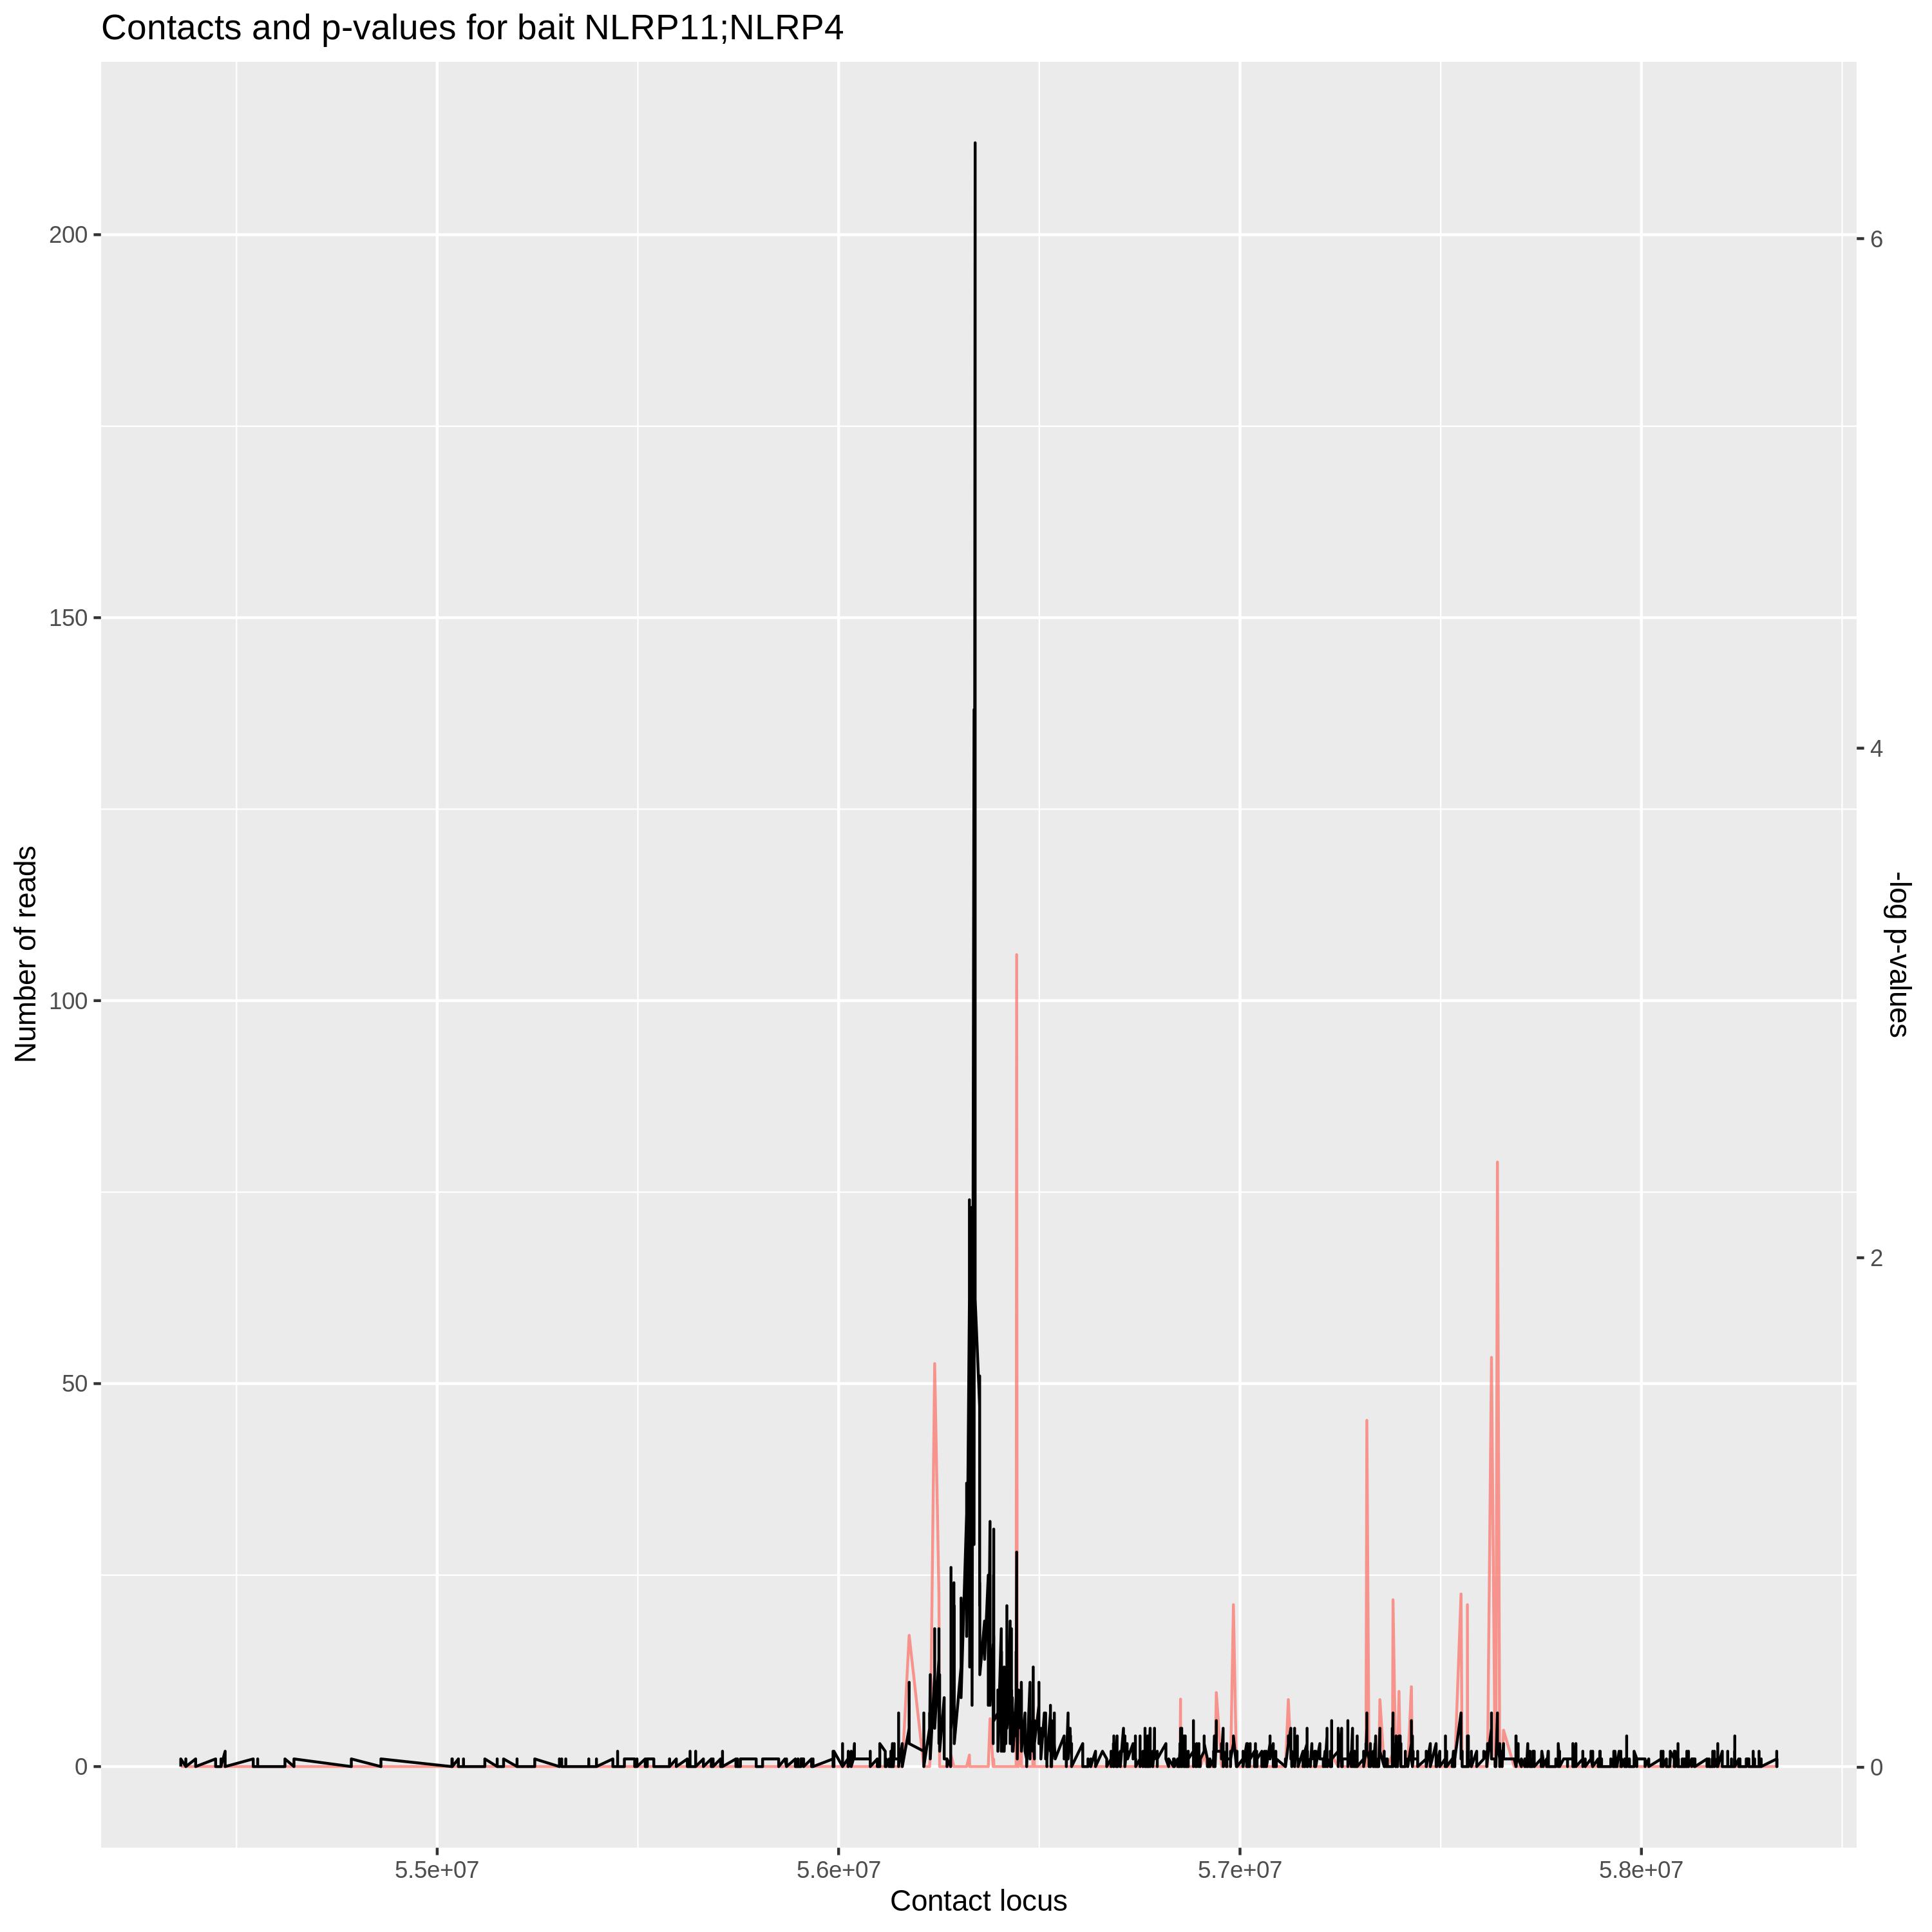 Contacts and p-values for bait NLRP11;NLRP4
200
150
100
50
0
Number of reads
6
4
2
0
-log p-values
5.5e+07
5.6e+07
5.7e+07
5.8e+07
Contact locus